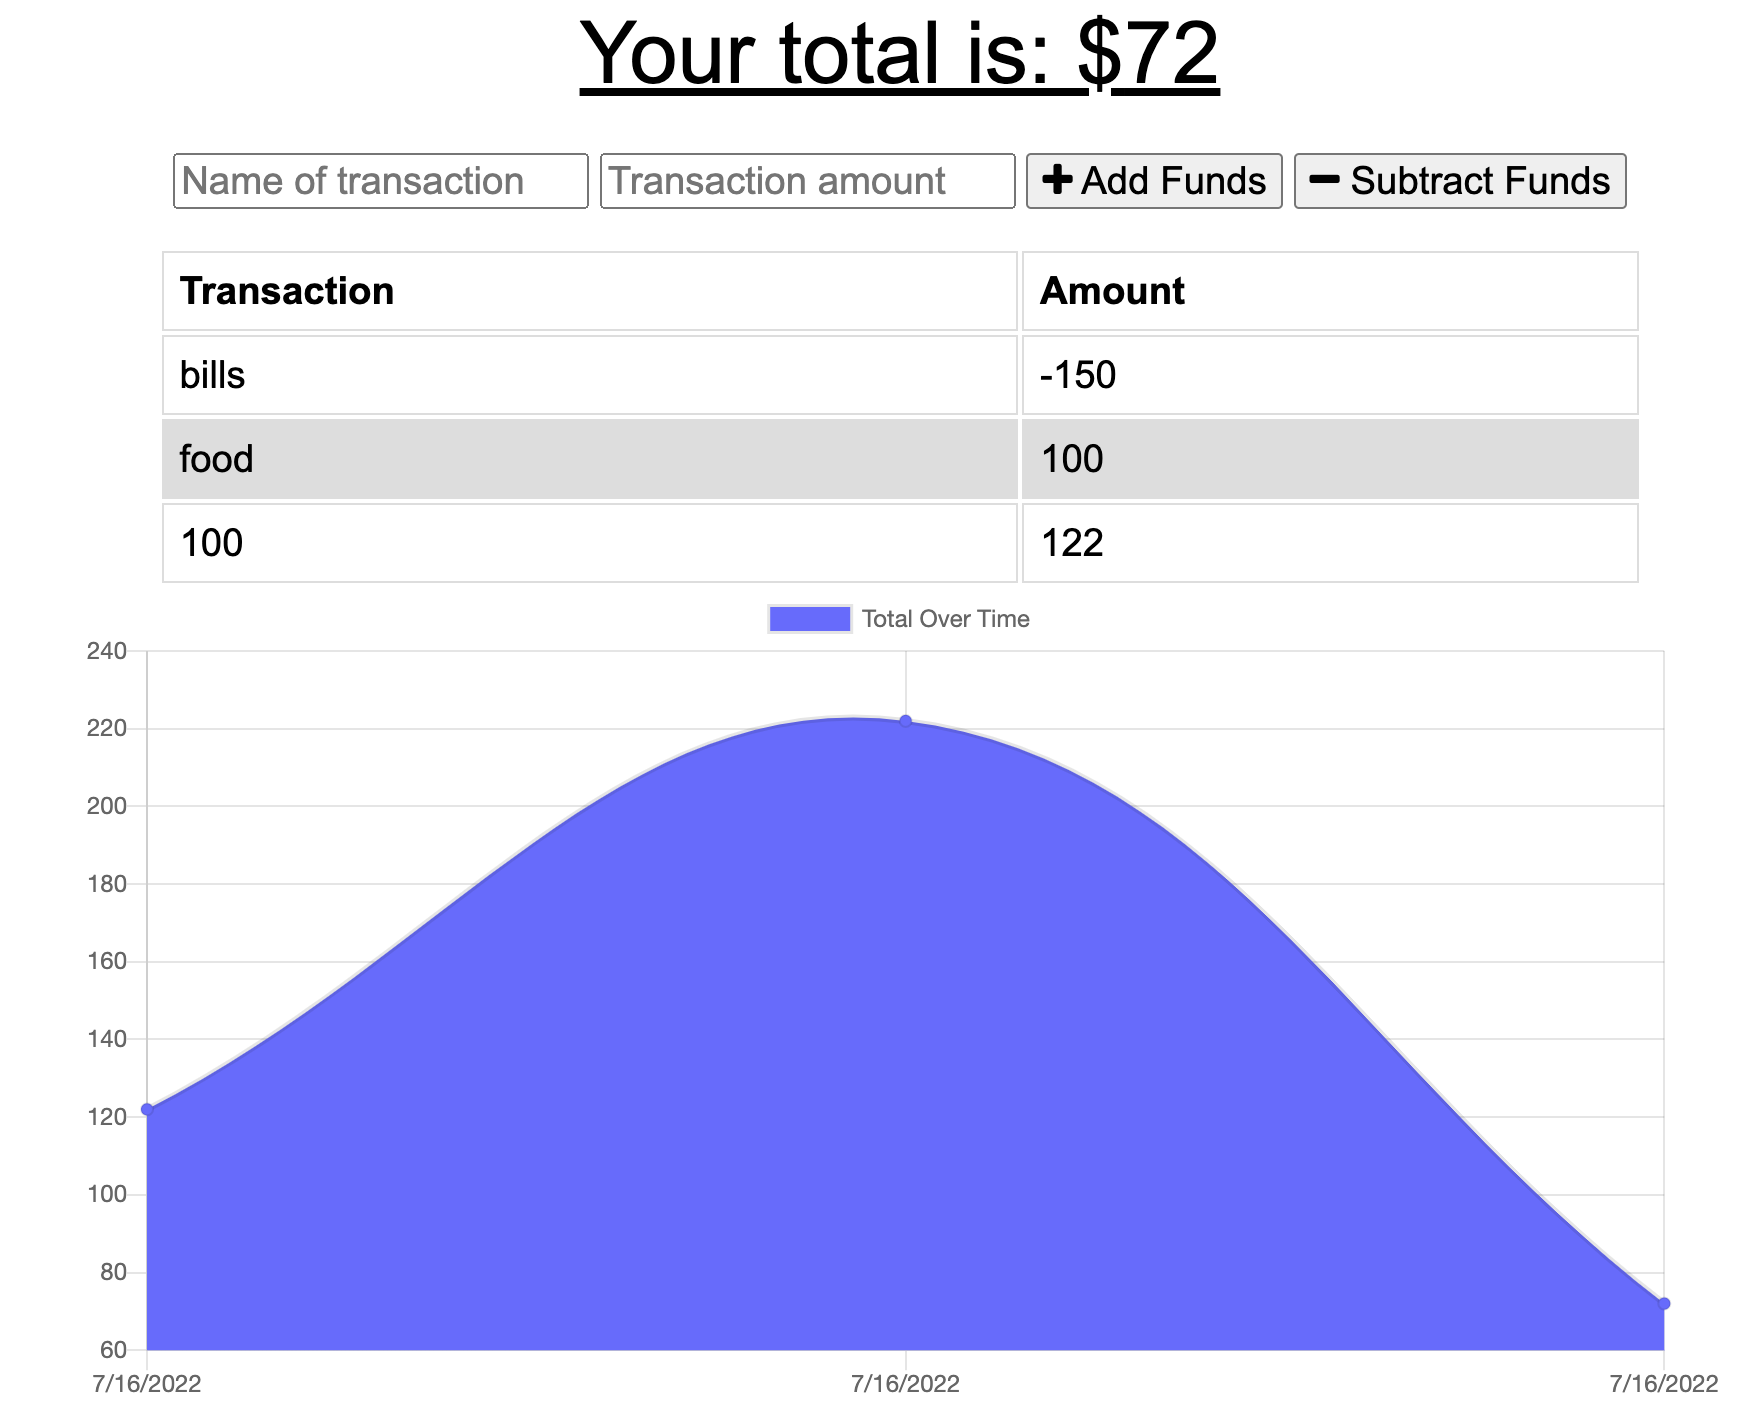 Your total is: $72
Name of transaction Transaction amount Add Funds Subtract Funds
Transaction Amount
bills -150
food 100
100 122
Total Over Time
240
220
200
180
160
140
120
100
80
60
7/16/2022 7/16/2022 7/16/2022